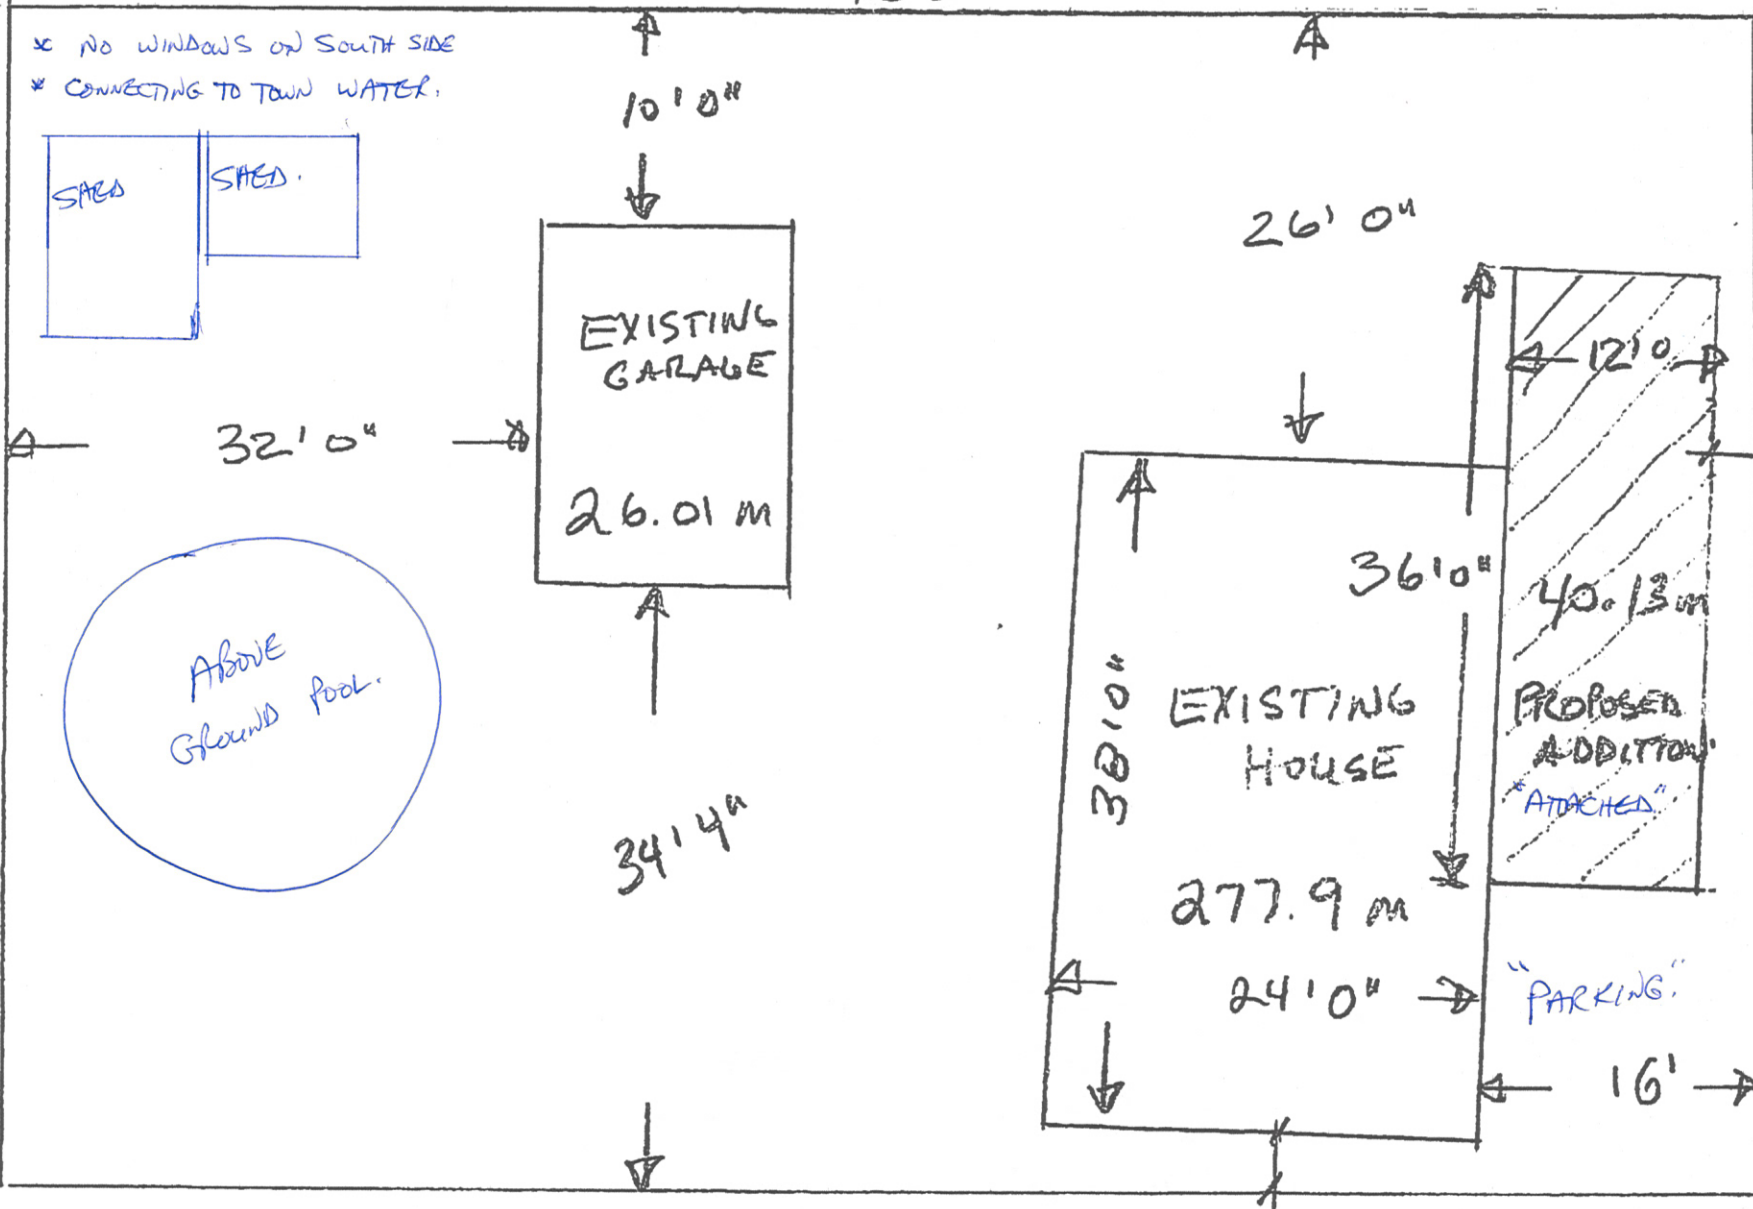 * NO WINDOWS ON SOUTH SIDE
* CONNECTING TO TOWN WATER.
SHED
SHED.
10'0"
26'0"
EXISTING
GARAGE
26.01 m
32'0"
12'0
36'0"
40.13 m
ABOVE
GROUND POOL.
34'4"
38'0"
EXISTING
HOUSE
277.9 m
24'0"
PROPOSED
ADDITION
"ATTACHED"
"PARKING."
16'